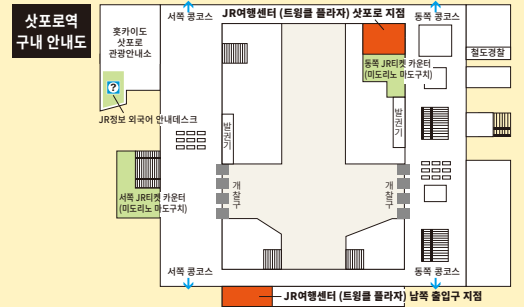 삿포로역
구내 안내도
홋카이도
삿포로
관광안내소
서쪽 콩코스
JR여행센터 (트윙클 플라자) 삿포로 지점
동쪽 콩코스
철도경찰
동쪽 JR티켓 카운터
(미도리노 마도구치)
?
JR정보 외국어 안내데스크
발권기
발권기
서쪽 JR티켓 카운터
(미도리노 마도구치)
개찰구
개찰구
서쪽 콩코스
동쪽 콩코스
JR여행센터 (트윙클 플라자) 남쪽 출입구 지점